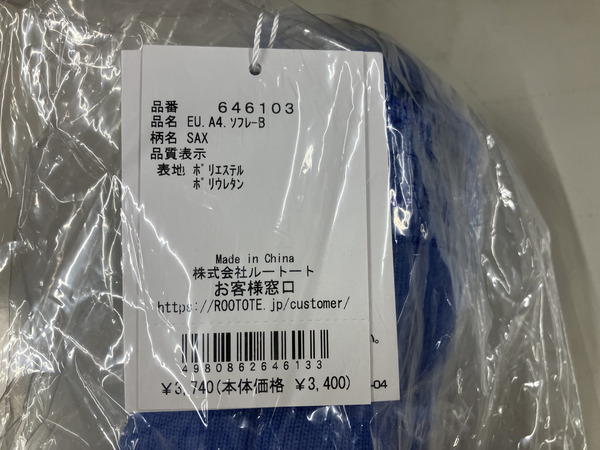 品番 646103
品名 EU.A4.ソフレーB
柄名 SAX
品質表示
表地 ポリエステル
ポリウレタン
Made in China
株式会社ルートート
お客様窓口
https://ROOTOTE.jp/customer/
4980862646133
¥3,740(本体価格 ¥3,400)
-04